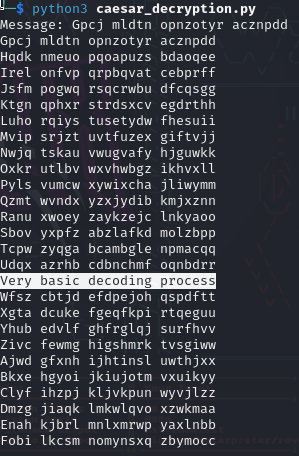 └─$ python3 caesar_decryption.py
Message: Gpcj mldtn opnzotyr acznpdd
Gpcj mldtn opnzotyr acznpdd
Hqdk nmeuo pqoapuzs bdaoqee
Irel onfvp qrpbqvat cebprff
Jsfm pogwq rsqcrwbu dfcqsgg
Ktgn qphxr strdsxcv egdrthh
Luho rqiys tusetydw fhesuii
Mvip srjzt uvtfuzex giftvjj
Nwjq tskau vwugvafy hjguwkk
Oxkr utlbv wxvhwbgz ikhvxll
Pyls vumcw xywixcha jliwymm
Qzmt wvndx yzxjydib kmjxznn
Ranu xwoey zaykzejc lnkyaoo
Sbov yxpfz abzlafkd molzbpp
Tcpw zyqga bcambgle npmacqq
Udqx azrhb cdbnchmf oqnbdrr
Very basic decoding process
Wfsz cbtjd efdpejoh qspdftt
Xgta dcuke fgeqfkpi rtqeguu
Yhub edvlf ghfrglqj surfhvv
Zivc fewmg higshmrk tvsgiww
Ajwd gfxnh ijhtinsl uwthjxx
Bkxe hgyoi jkiujotm vxuikyy
Clyf ihzpj kljvkpun wyvjlzz
Dmzg jiaqk lmkwlqvo xzwkmaa
Enah kjbrl mnlxmrwp yaxlnbb
Fobi lkcsm nomynsxq zbymocc